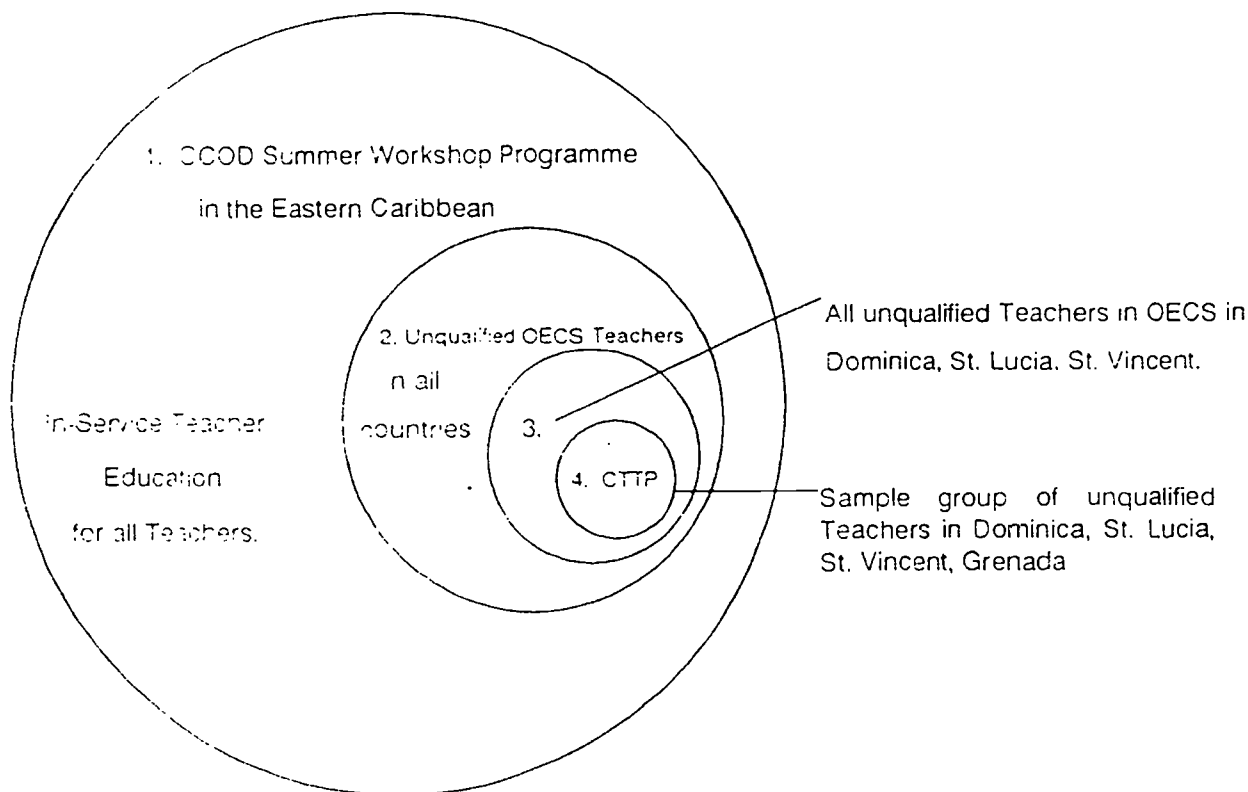 1. CCOD Summer Workshop Programme
in the Eastern Caribbean
2. Unqualified OECS Teachers
in all
countries
3.
4. CTTP
In-Service Teacher
Education
for all Teachers.
All unqualified Teachers in OECS in
Dominica, St. Lucia. St. Vincent.
Sample group of unqualified
Teachers in Dominica, St. Lucia,
St. Vincent, Grenada